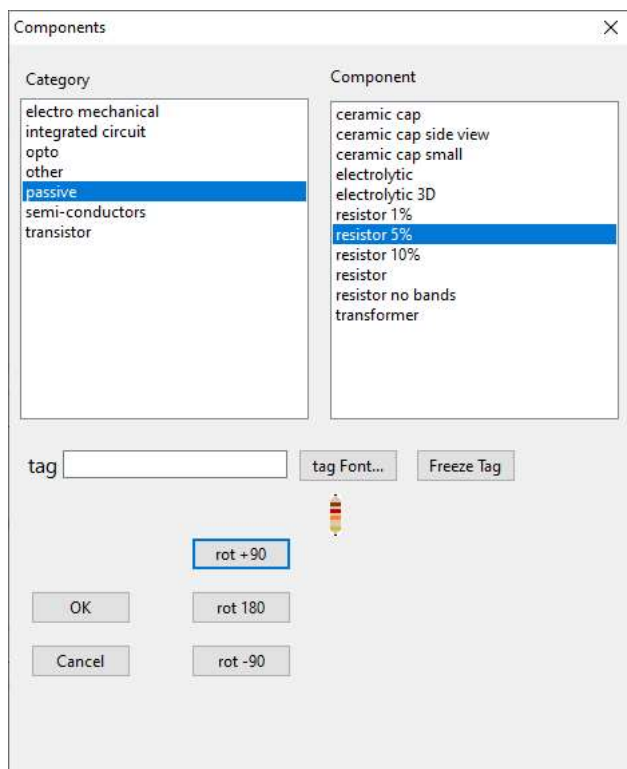 Components
Category
electro mechanical
integrated circuit
opto
other
passive
semi-conductors
transistor
Component
ceramic cap
ceramic cap side view
ceramic cap small
electrolytic
electrolytic 3D
resistor 1%
resistor 5%
resistor 10%
resistor
resistor no bands
transformer
tag
tag Font...
Freeze Tag
rot +90
OK
rot 180
Cancel
rot -90